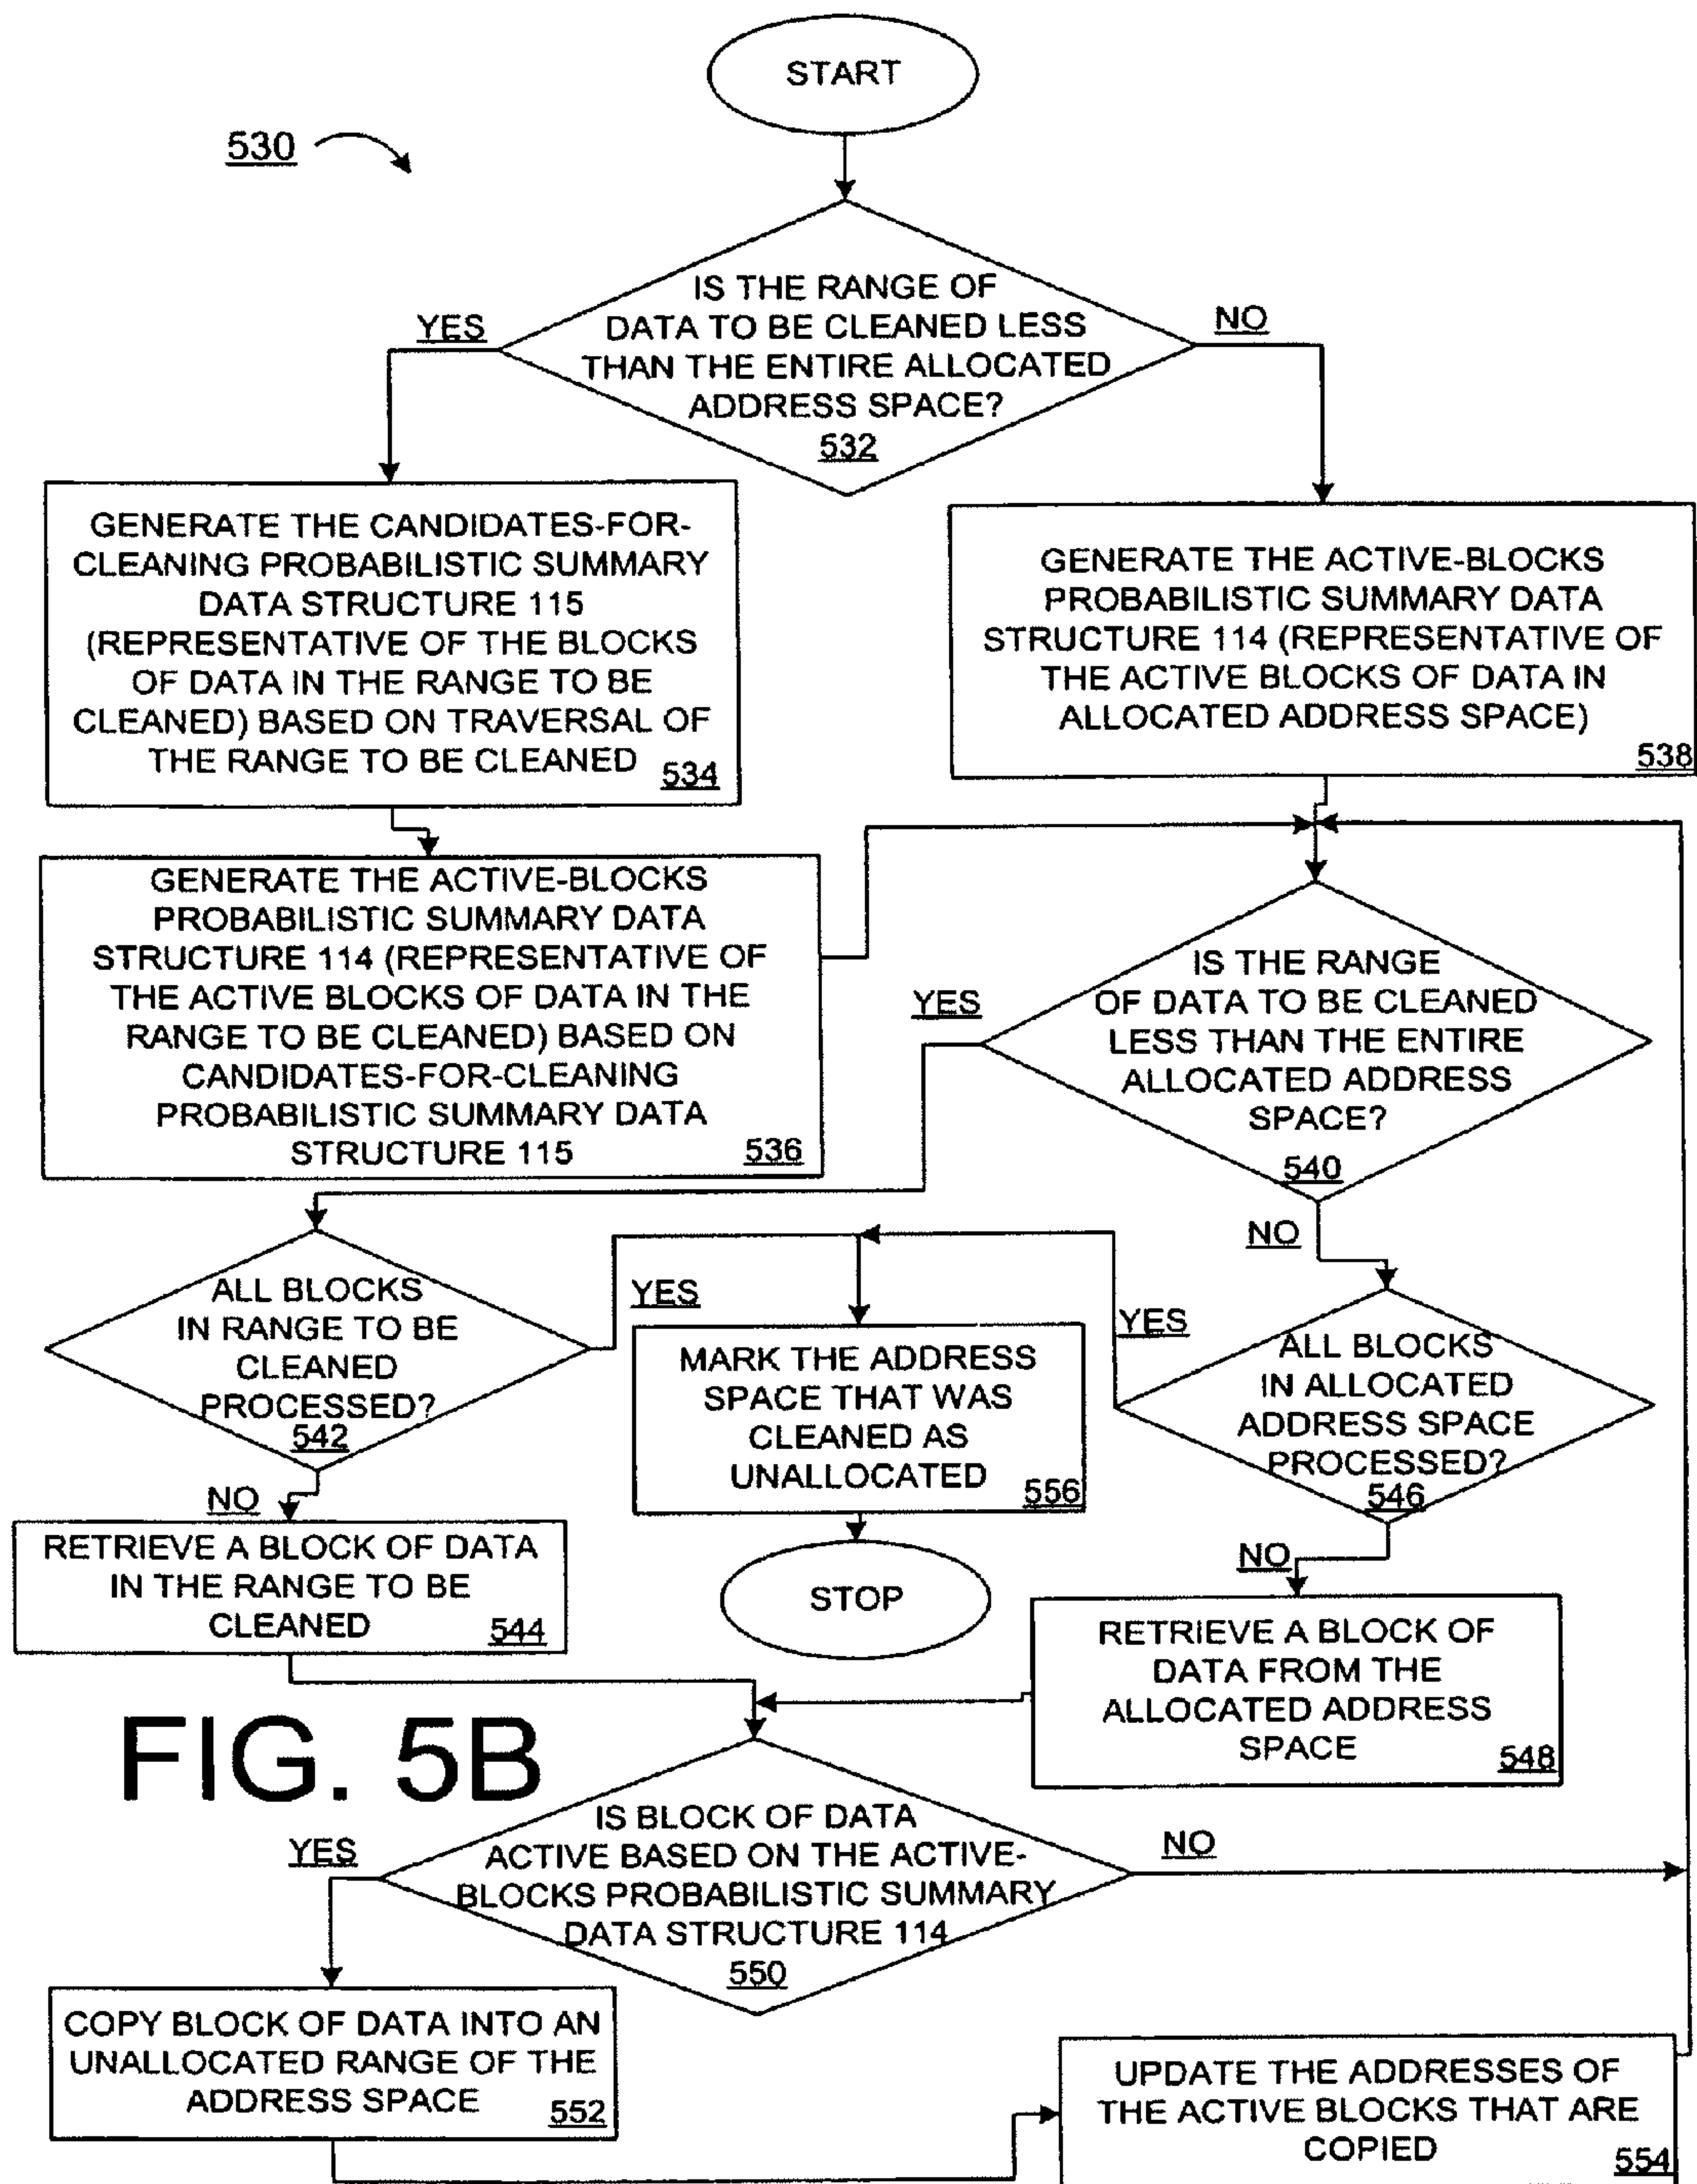 START
530
IS THE RANGE OF
DATA TO BE CLEANED LESS
THAN THE ENTIRE ALLOCATED
ADDRESS SPACE?
532
YES
NO
GENERATE THE CANDIDATES-FOR-
CLEANING PROBABILISTIC SUMMARY
DATA STRUCTURE 115
(REPRESENTATIVE OF THE BLOCKS
OF DATA IN THE RANGE TO BE
CLEANED) BASED ON TRAVERSAL OF
THE RANGE TO BE CLEANED
534
GENERATE THE ACTIVE-BLOCKS
PROBABILISTIC SUMMARY DATA
STRUCTURE 114 (REPRESENTATIVE OF
THE ACTIVE BLOCKS OF DATA IN
ALLOCATED ADDRESS SPACE)
538
GENERATE THE ACTIVE-BLOCKS
PROBABILISTIC SUMMARY DATA
STRUCTURE 114 (REPRESENTATIVE OF
THE ACTIVE BLOCKS OF DATA IN THE
RANGE TO BE CLEANED) BASED ON
CANDIDATES-FOR-CLEANING
PROBABILISTIC SUMMARY DATA
STRUCTURE 115
536
IS THE RANGE
OF DATA TO BE CLEANED
LESS THAN THE ENTIRE
ALLOCATED ADDRESS
SPACE?
540
YES
NO
ALL BLOCKS
IN RANGE TO BE
CLEANED
PROCESSED?
542
YES
NO
MARK THE ADDRESS
SPACE THAT WAS
CLEANED AS
UNALLOCATED
556
STOP
ALL BLOCKS
IN ALLOCATED
ADDRESS SPACE
PROCESSED?
546
YES
NO
RETRIEVE A BLOCK OF DATA
IN THE RANGE TO BE
CLEANED
544
RETRIEVE A BLOCK OF
DATA FROM THE
ALLOCATED ADDRESS
SPACE
548
FIG. 5B
IS BLOCK OF DATA
ACTIVE BASED ON THE ACTIVE-
BLOCKS PROBABILISTIC SUMMARY
DATA STRUCTURE 114
550
YES
NO
COPY BLOCK OF DATA INTO AN
UNALLOCATED RANGE OF THE
ADDRESS SPACE
552
UPDATE THE ADDRESSES OF
THE ACTIVE BLOCKS THAT ARE
COPIED
554